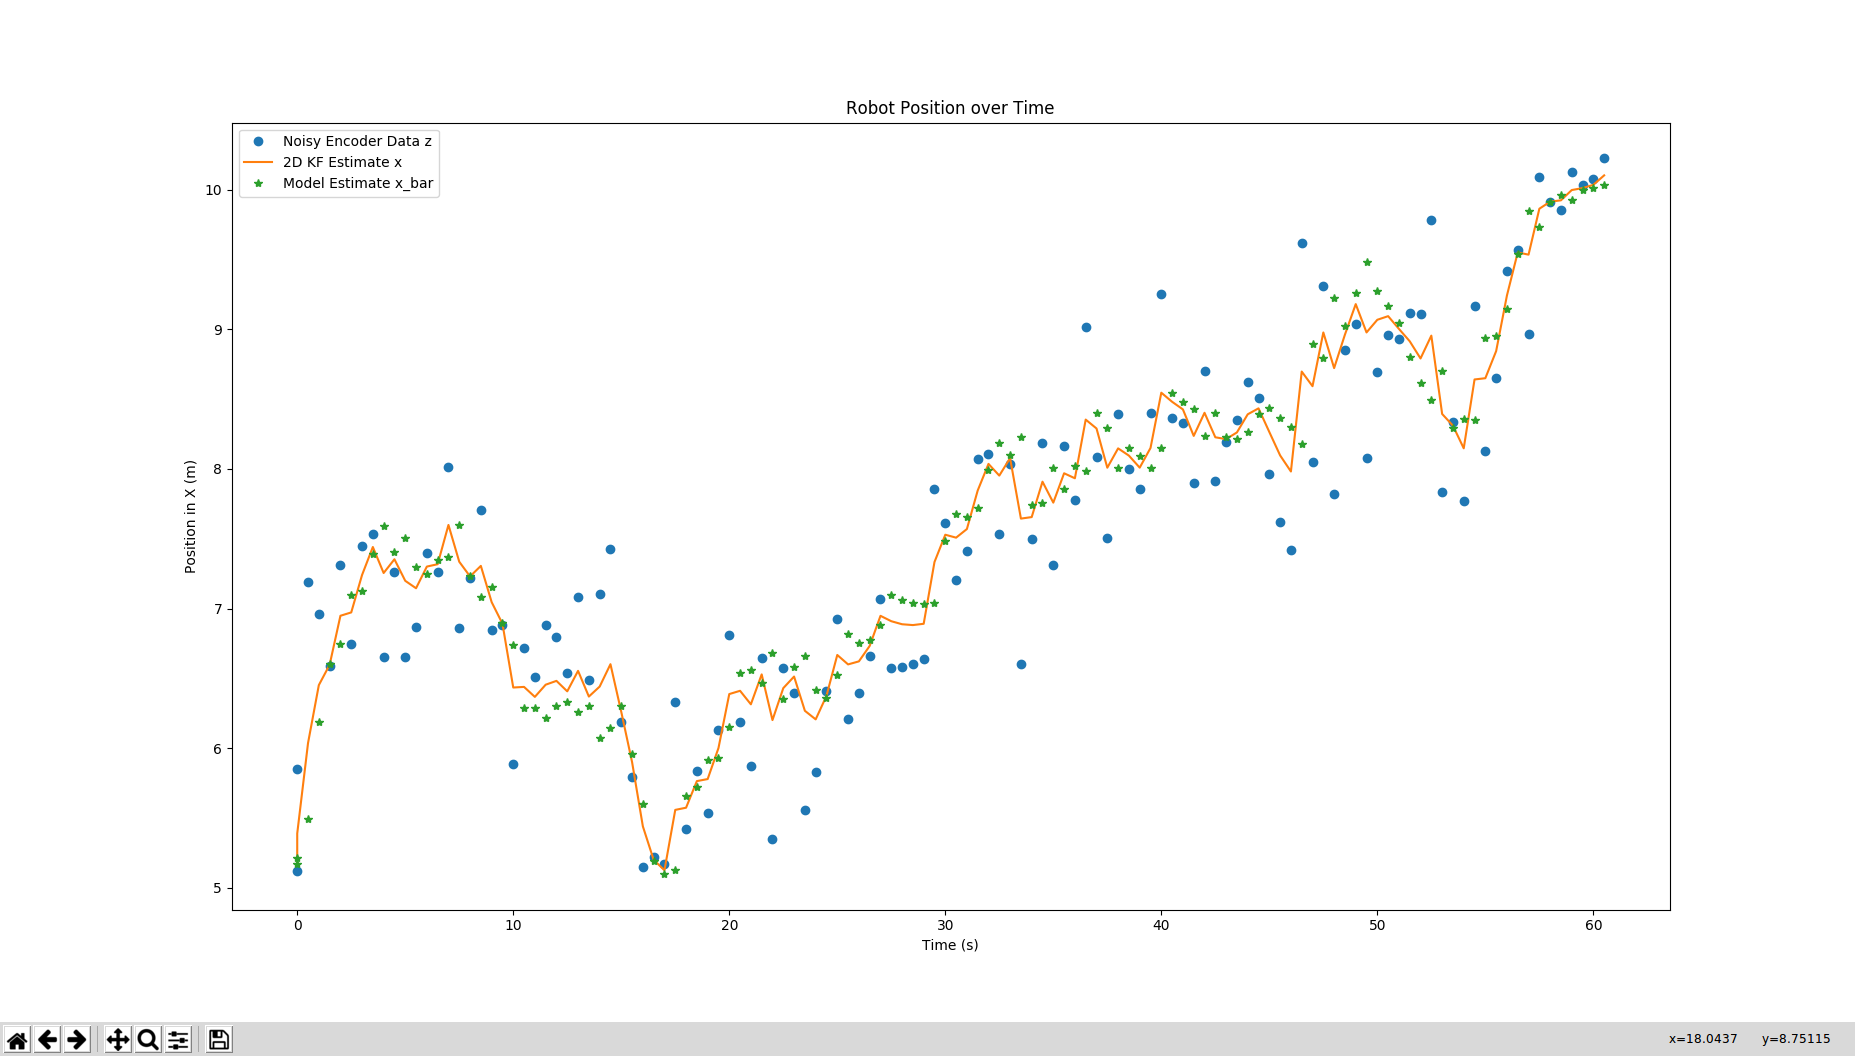 Robot Position over Time
Noisy Encoder Data z
2D KF Estimate x
Model Estimate x_bar
Position in X (m)
10
9
8
7
6
5
0 10 20 30 40 50 60
Time (s)
x=18.0437 y=8.75115